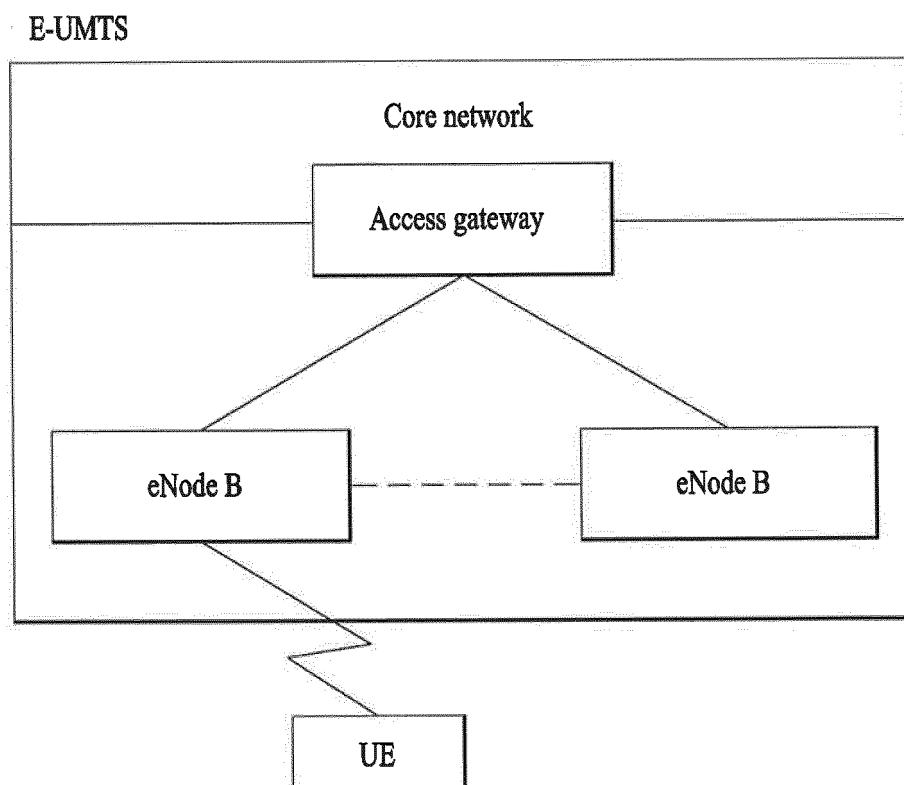 E-UMTS
Core network
Access gateway
eNode B
eNode B
UE